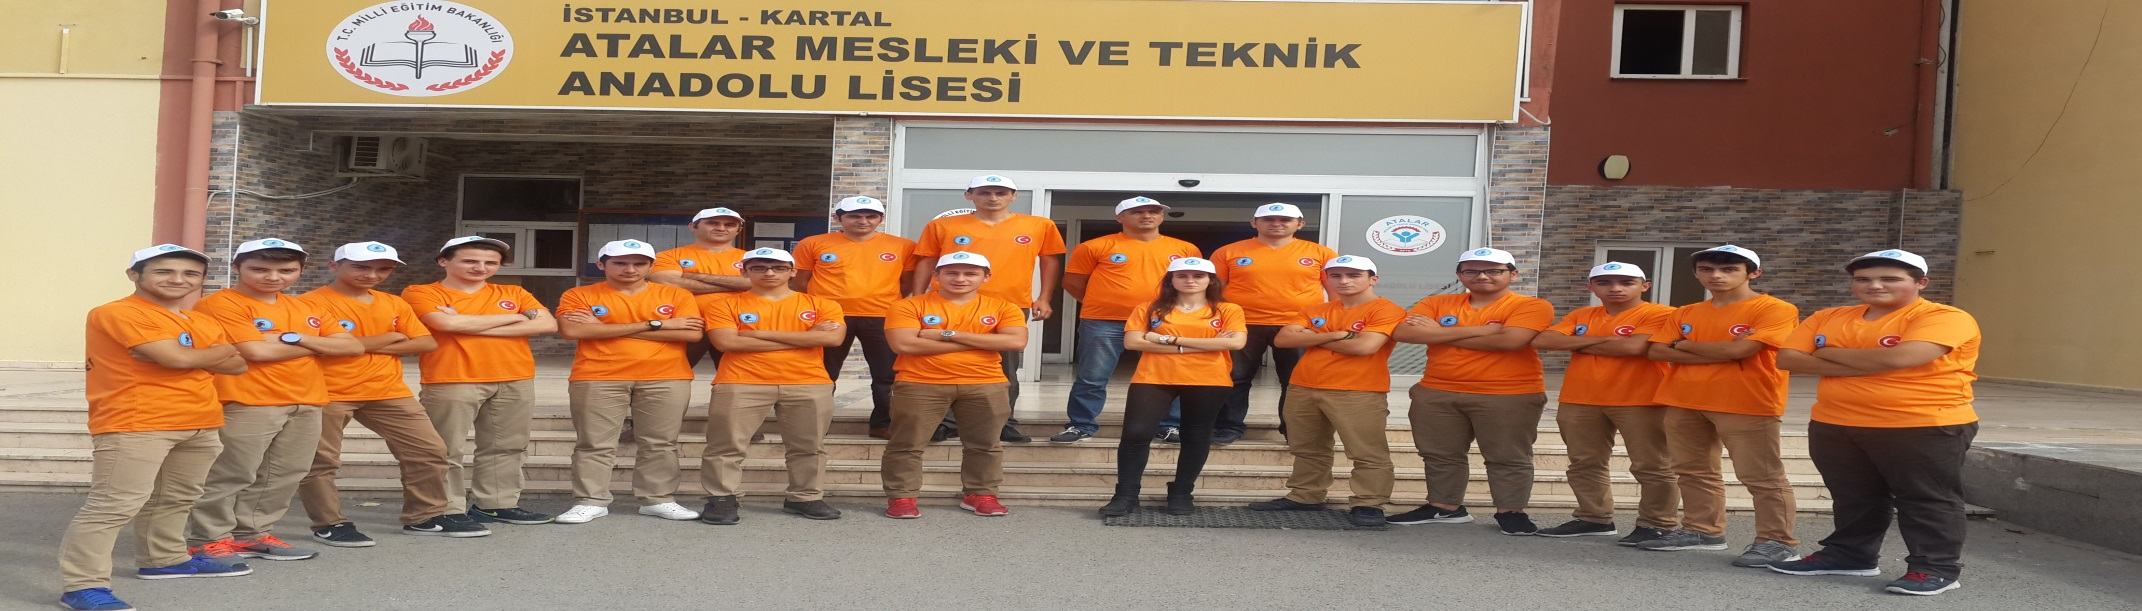 T.C. MİLLİ EĞİTİM BAKANLIĞI
İSTANBUL - KARTAL
ATALAR MESLEKİ VE TEKNİK
ANADOLU LİSESİ
ATALAR